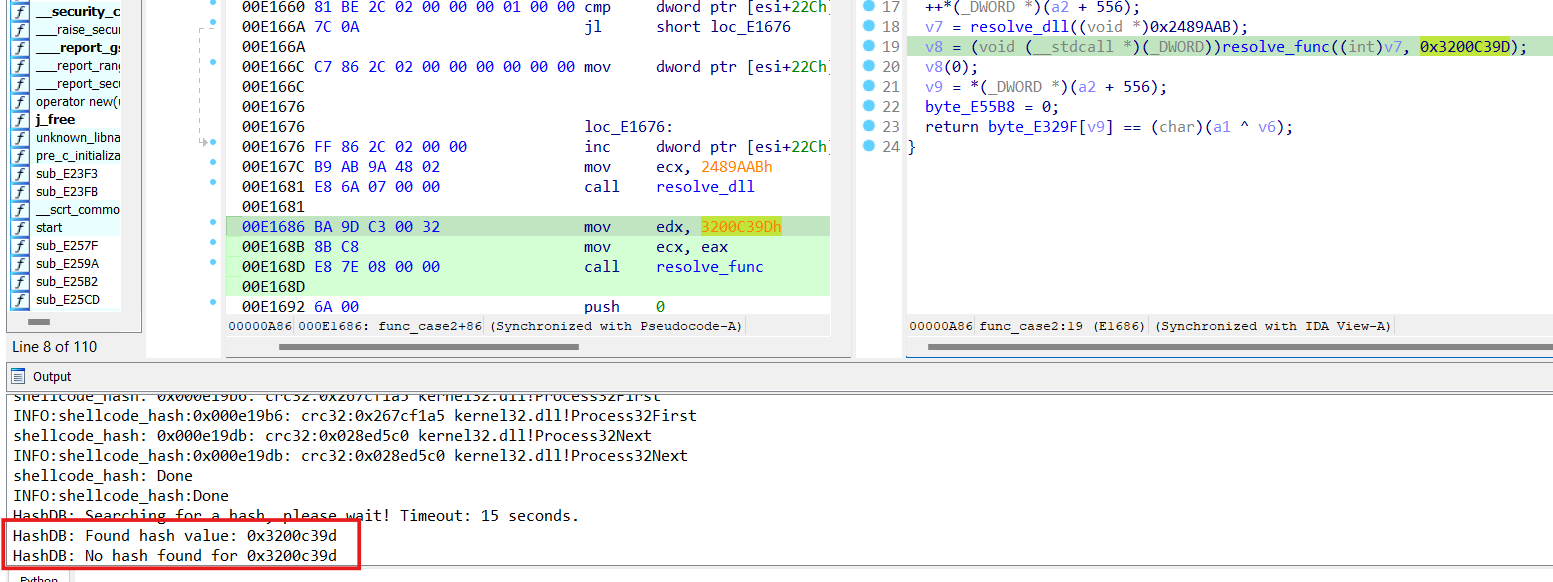 __security_c
___raise_secur
____report_gs
___report_rang
___report_secu
operator new(u
j_free
unknown_libna
pre_c_initializa
sub_E23F3
sub_E23FB
__scrt_commo
start
sub_E257F
sub_E259A
sub_E25B2
sub_E25CD
Line 8 of 110
00E1660 81 BE 2C 02 00 00 00 01 00 00 cmp dword ptr [esi+22Ch]
00E166A 7C 0A jl short loc_E1676
00E166A
00E166C C7 86 2C 02 00 00 00 00 00 00 mov dword ptr [esi+22Ch]
00E166C
00E1676
00E1676 loc_E1676:
00E1676 FF 86 2C 02 00 00 inc dword ptr [esi+22Ch]
00E167C B9 AB 9A 48 02 mov ecx, 2489AABh
00E1681 E8 6A 07 00 00 call resolve_dll
00E1681
00E1686 BA 9D C3 00 32 mov edx, 3200C39Dh
00E168B 8B C8 mov ecx, eax
00E168D E8 7E 08 00 00 call resolve_func
00E168D
00E1692 6A 00 push 0
00000A86 000E1686: func_case2+86 (Synchronized with Pseudocode-A)
17 ++*(_DWORD *)(a2 + 556);
18 v7 = resolve_dll((void *)0x2489AAB);
19 v8 = (void (__stdcall *)(_DWORD))resolve_func((int)v7, 0x3200C39D);
20 v8(0);
21 v9 = *(_DWORD *)(a2 + 556);
22 byte_E55B8 = 0;
23 return byte_E329F[v9] == (char)(a1 ^ v6);
24 }
00000A86 func_case2:19 (E1686) (Synchronized with IDA View-A)
Output
shellcode_hash: 0x000e19b6: crc32:0x267cf1a5 kernel32.dll!Process32First
INFO:shellcode_hash:0x000e19b6: crc32:0x267cf1a5 kernel32.dll!Process32First
shellcode_hash: 0x000e19db: crc32:0x028ed5c0 kernel32.dll!Process32Next
INFO:shellcode_hash:0x000e19db: crc32:0x028ed5c0 kernel32.dll!Process32Next
shellcode_hash: Done
INFO:shellcode_hash:Done
HashDB: Searching for a hash, please wait! Timeout: 15 seconds.
HashDB: Found hash value: 0x3200c39d
HashDB: No hash found for 0x3200c39d
Python